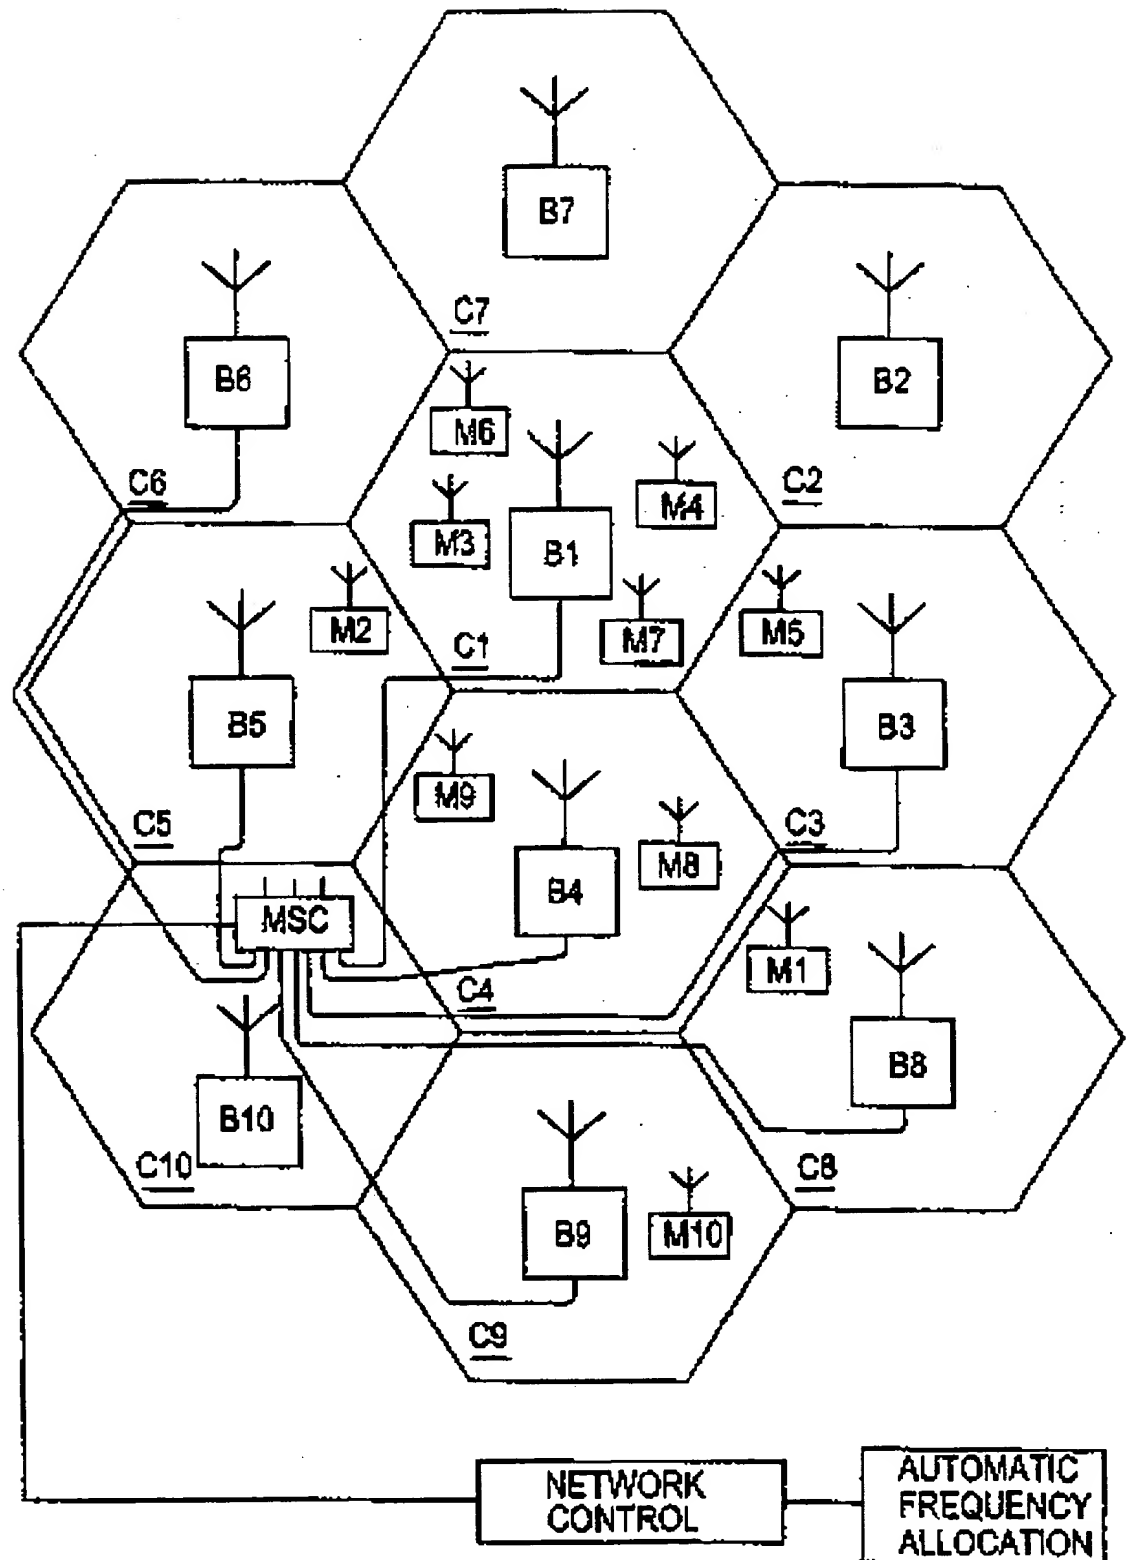 B7
C7
B6
B2
M6
C6
M4
C2
M3
B1
M2
M7
M5
C1
B5
B3
M9
C5
C3
M8
B4
MSC
M1
C4
B8
B10
C10
C8
B9
M10
C9
NETWORK
CONTROL
AUTOMATIC
FREQUENCY
ALLOCATION